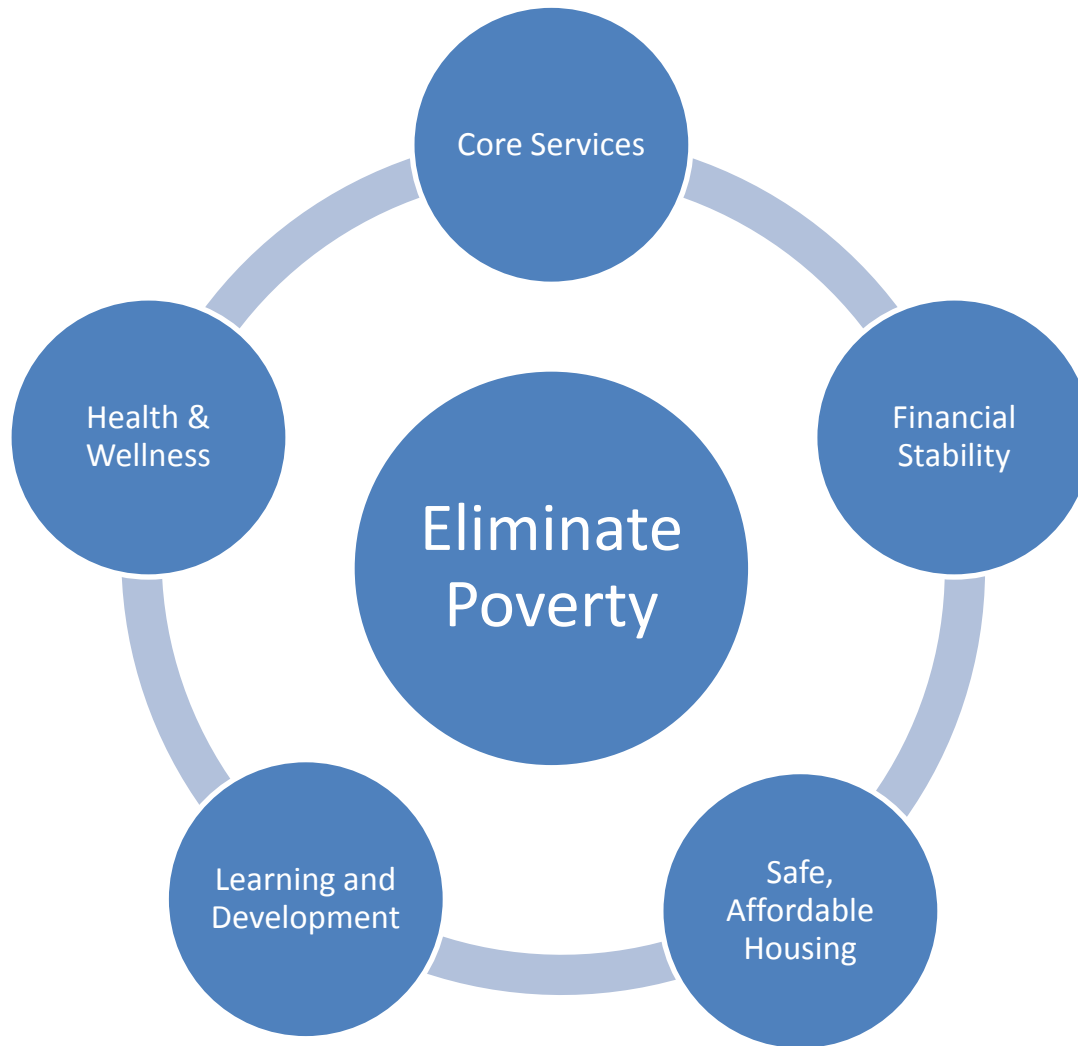 Core Services
Health &
Wellness
Financial
Stability
Eliminate
Poverty
Learning and
Development
Safe,
Affordable
Housing